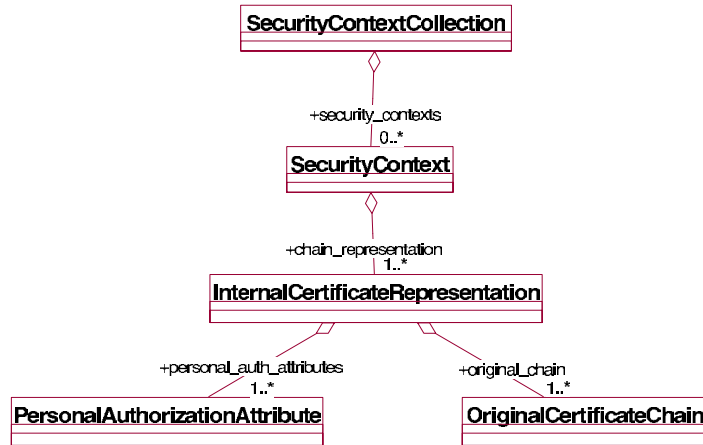 SecurityContextCollection
+security_contexts
0..*
SecurityContext
+chain_representation
1..*
InternalCertificateRepresentation
+personal_auth_attributes
1..*
+original_chain
1..*
PersonalAuthorizationAttribute
OriginalCertificateChain